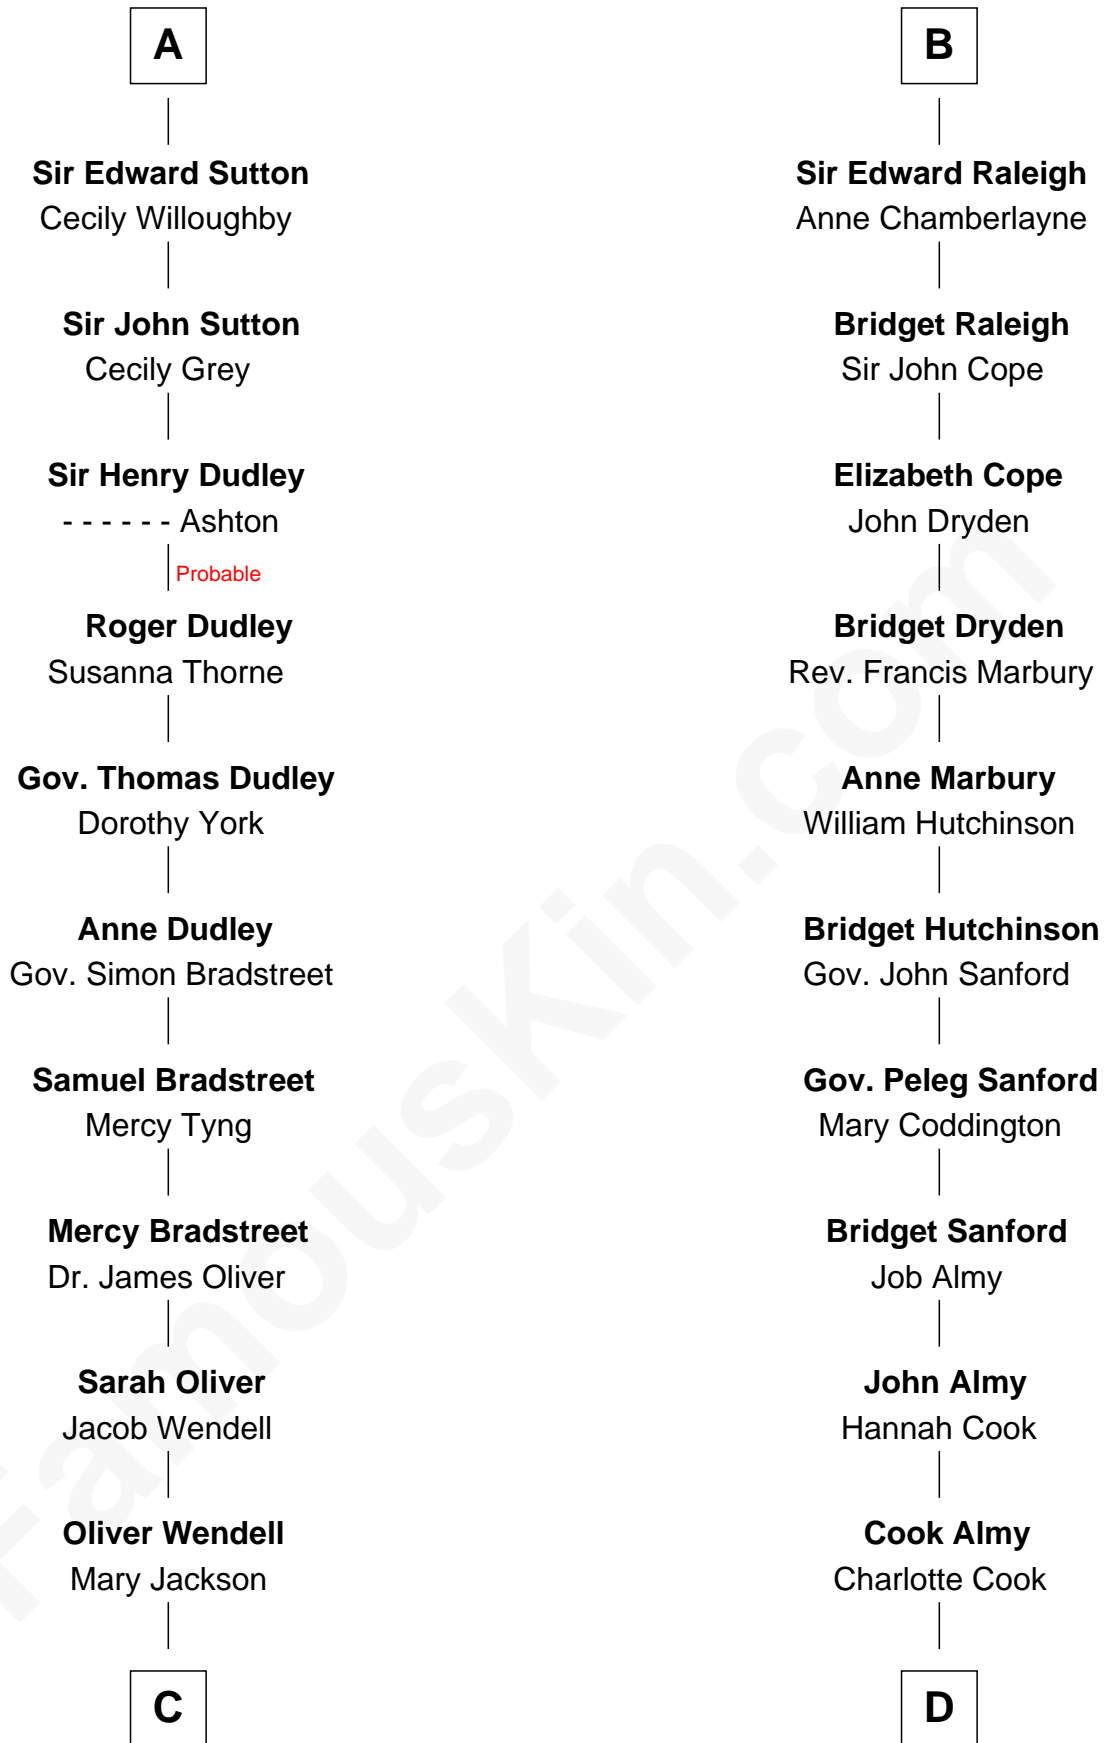 A
Sir Edward Sutton
Cecily Willoughby
Sir John Sutton
Cecily Grey
Sir Henry Dudley
- - - - - - Ashton
Probable
Roger Dudley
Susanna Thorne
Gov. Thomas Dudley
Dorothy York
Anne Dudley
Gov. Simon Bradstreet
Samuel Bradstreet
Mercy Tyng
Mercy Bradstreet
Dr. James Oliver
Sarah Oliver
Jacob Wendell
Oliver Wendell
Mary Jackson
C
B
Sir Edward Raleigh
Anne Chamberlayne
Bridget Raleigh
Sir John Cope
Elizabeth Cope
John Dryden
Bridget Dryden
Rev. Francis Marbury
Anne Marbury
William Hutchinson
Bridget Hutchinson
Gov. John Sanford
Gov. Peleg Sanford
Mary Coddington
Bridget Sanford
Job Almy
John Almy
Hannah Cook
Cook Almy
Charlotte Cook
D
FamousKin.com